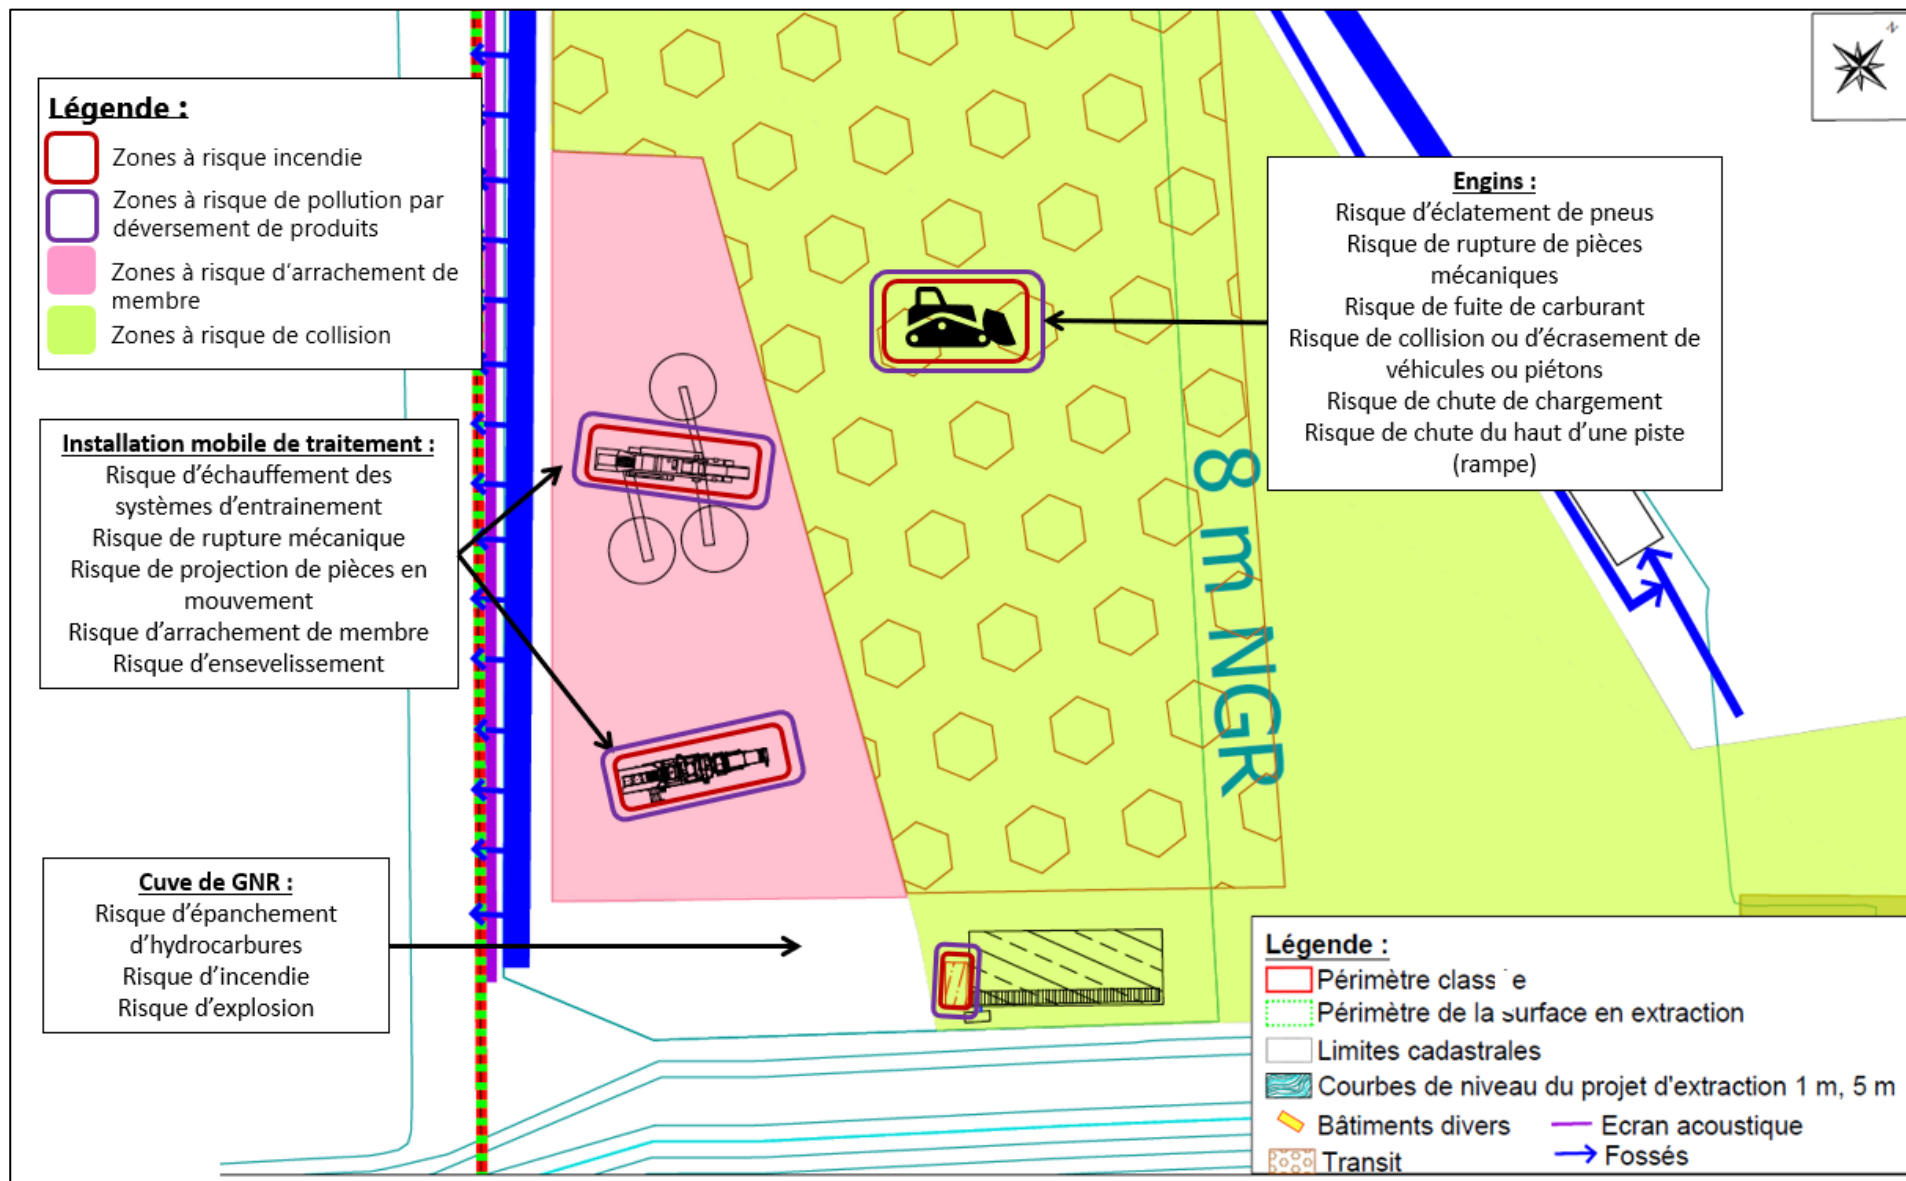 N
Légende :
Zones à risque incendie
Zones à risque de pollution par
déversement de produits
Zones à risque d'arrachement de
membre
Zones à risque de collision
Engins :
Risque d'éclatement de pneus
Risque de rupture de pièces
mécaniques
Risque de fuite de carburant
Risque de collision ou d'écrasement de
véhicules ou piétons
Risque de chute de chargement
Risque de chute du haut d'une piste
(rampe)
Installation mobile de traitement :
Risque d'échauffement des
systèmes d'entrainement
Risque de rupture mécanique
Risque de projection de pièces en
mouvement
Risque d'arrachement de membre
Risque d'ensevelissement
8 m NGR
Cuve de GNR :
Risque d'épanchement
d'hydrocarbures
Risque d'incendie
Risque d'explosion
Légende :
Périmètre class e
Périmètre de la surface en extraction
Limites cadastrales
Courbes de niveau du projet d'extraction 1 m, 5 m
Bâtiments divers
Ecran acoustique
Transit
Fossés